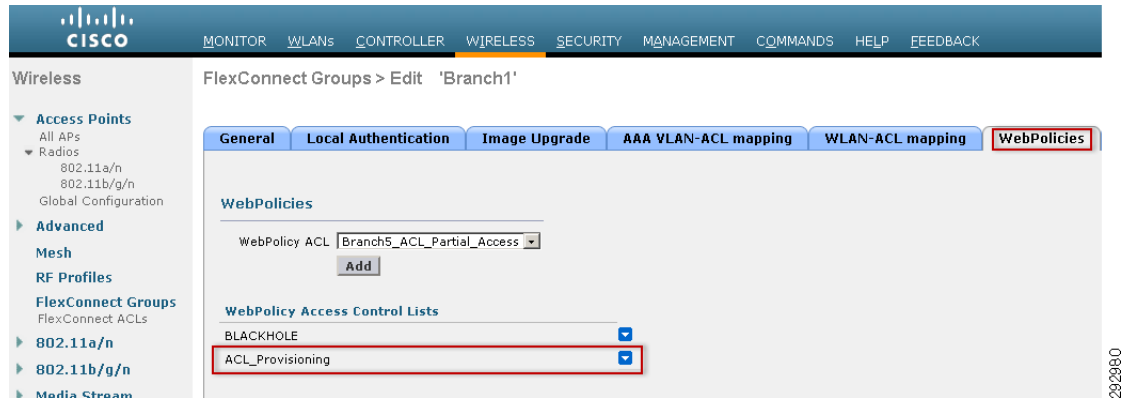 CISCO
MONITOR WLANs CONTROLLER WIRELESS SECURITY MANAGEMENT COMMANDS HELP FEEDBACK
Wireless
Access Points
All APs
Radios
802.11a/n
802.11b/g/n
Global Configuration
Advanced
Mesh
RF Profiles
FlexConnect Groups
FlexConnect ACLs
802.11a/n
802.11b/g/n
Media Stream
FlexConnect Groups > Edit 'Branch1'
General Local Authentication Image Upgrade AAA VLAN-ACL mapping WLAN-ACL mapping WebPolicies
WebPolicies
WebPolicy ACL Branch5_ACL_Partial_Access
Add
WebPolicy Access Control Lists
BLACKHOLE
ACL_Provisioning
292980